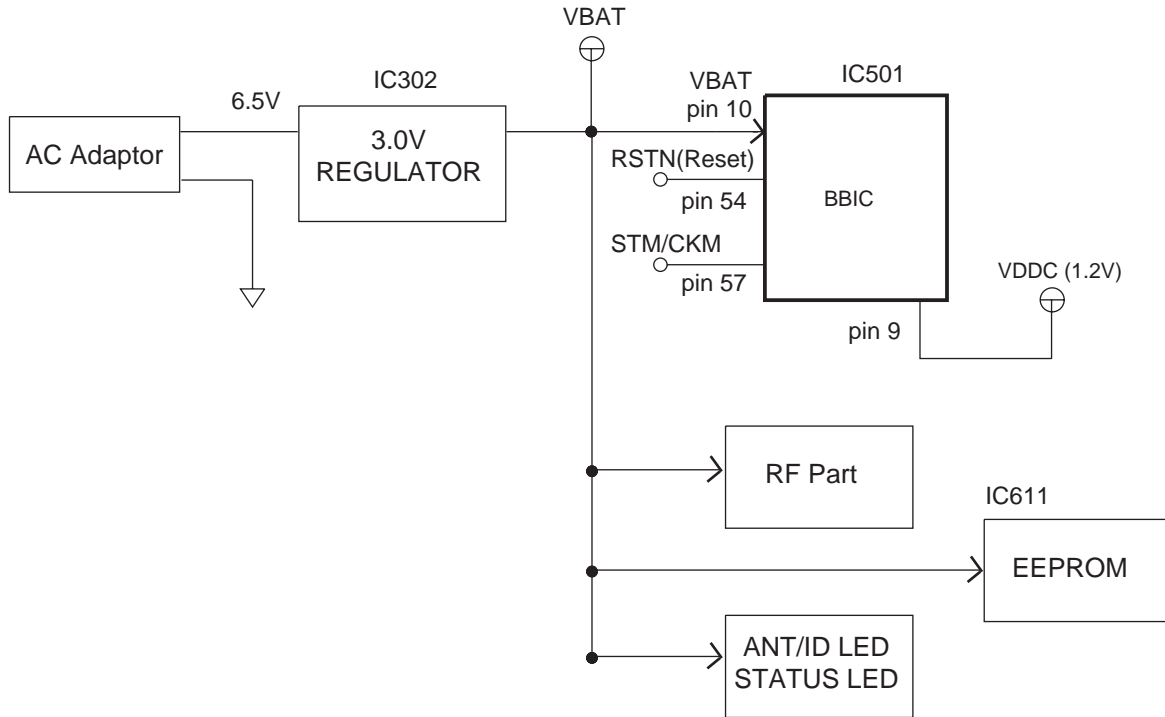 VBAT
IC302
6.5V
AC Adaptor
3.0V
REGULATOR
VBAT
pin 10
IC501
RSTN(Reset)
pin 54
BBIC
STM/CKM
pin 57
VDDC (1.2V)
pin 9
RF Part
IC611
EEPROM
ANT/ID LED
STATUS LED